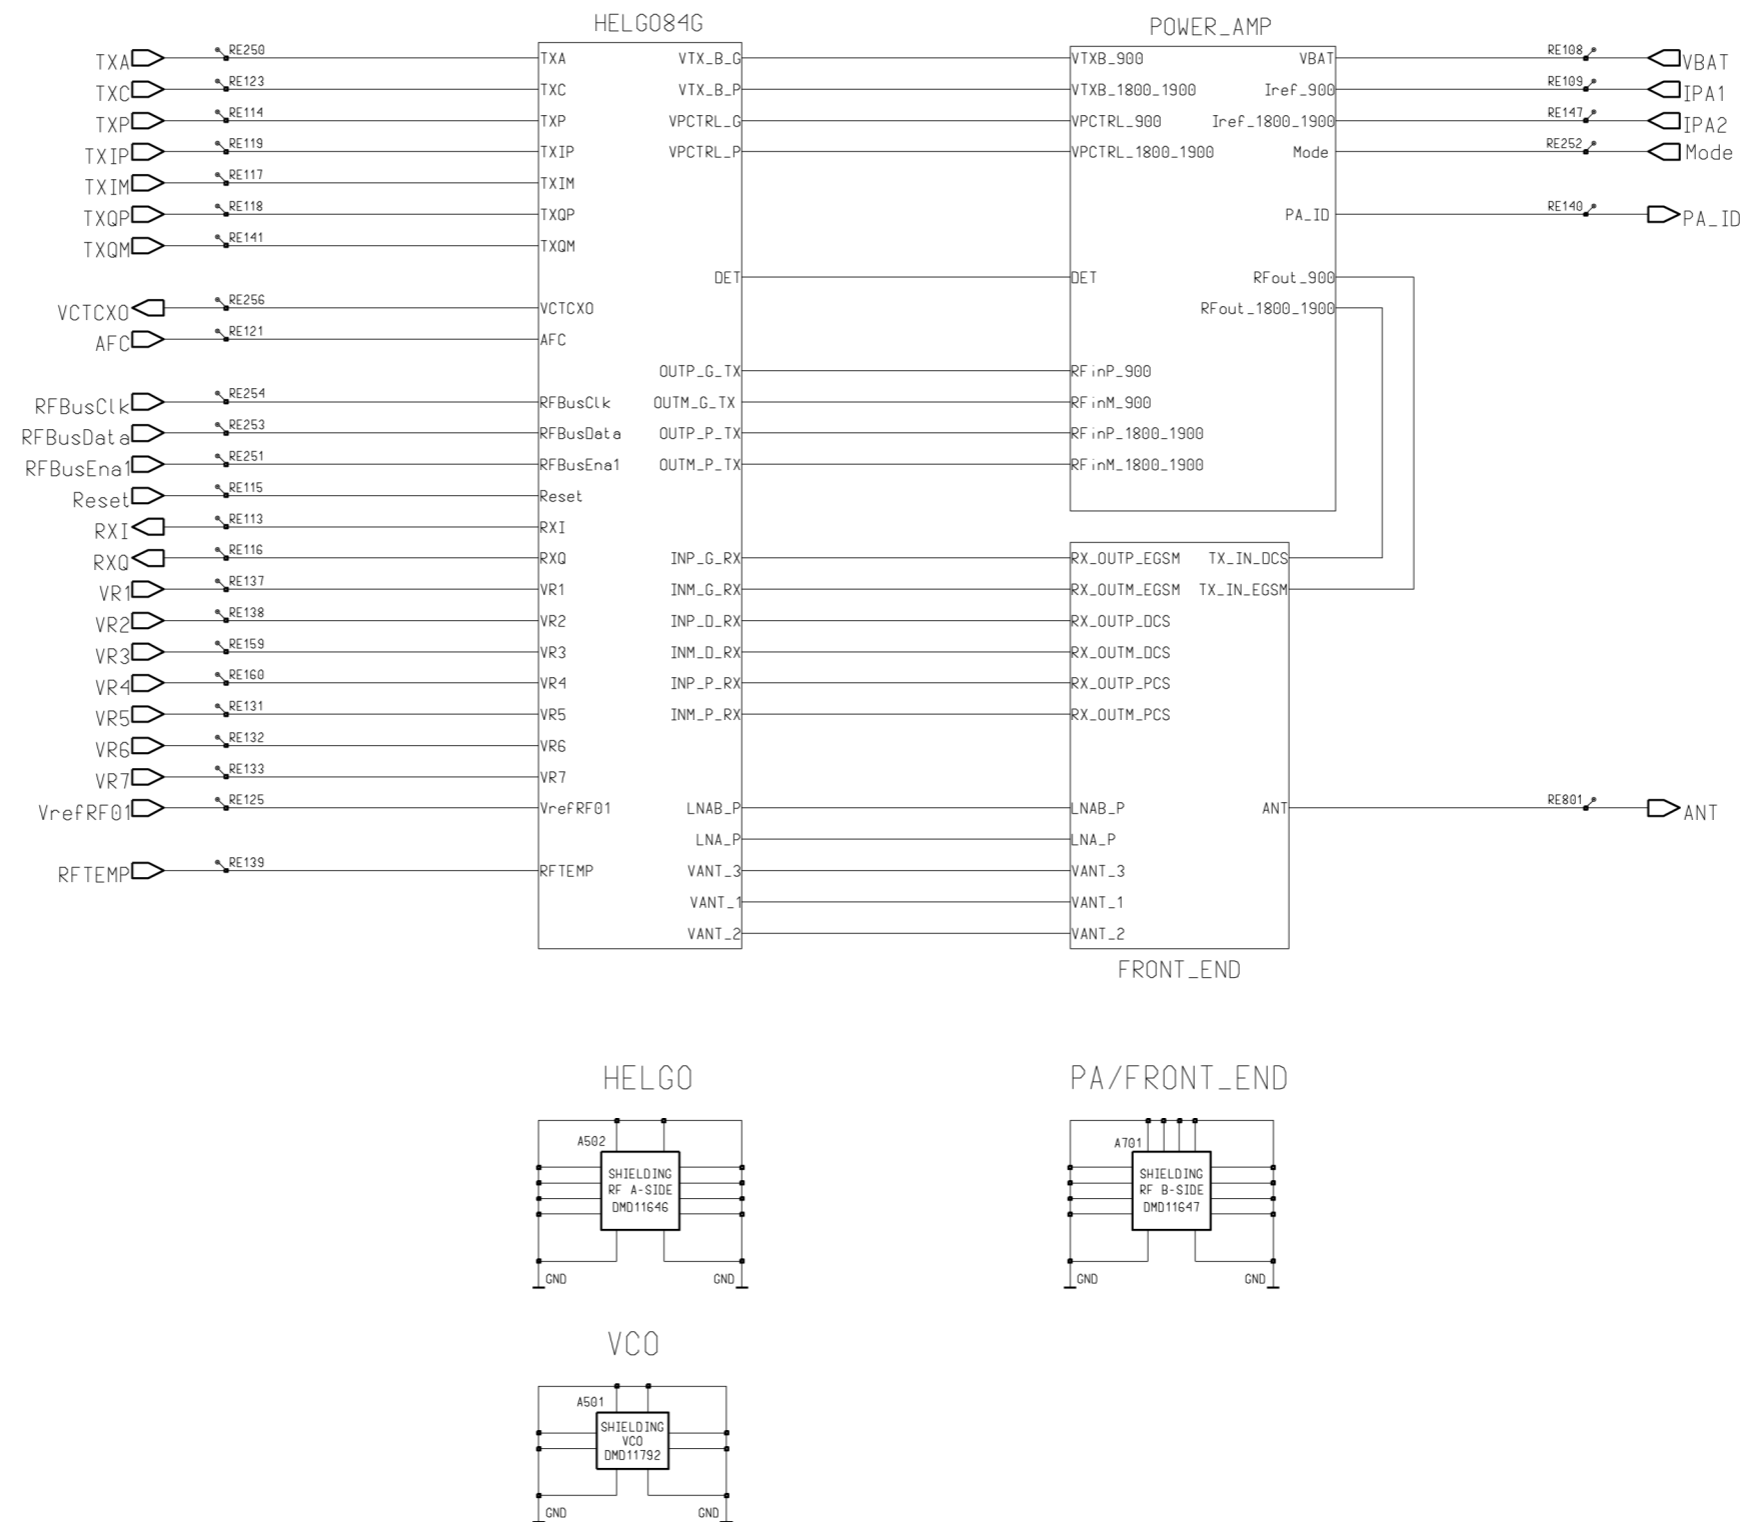 HELGO84G
POWER_AMP
TXA RE250 TXA VTX_B_G VTXB_900 VBAT RE108 VBAT
TXC RE123 TXC VTX_B_P VTXB_1800_1900 Iref_900 RE109 IPA1
TXP RE114 TXP VPCTRL_G VPCTRL_900 Iref_1800_1900 RE147 IPA2
TXIP RE119 TXIP VPCTRL_P VPCTRL_1800_1900 Mode RE252 Mode
TXIM RE117 TXIM
TXQP RE118 TXQP PA_ID RE140 PA_ID
TXQM RE141 TXQM
DET DET RFout_900
VCTCXO RE256 VCTCXO RFout_1800_1900
AFC RE121 AFC
OUTP_G_TX RFinP_900
RFBusClk RE254 RFBusClk OUTM_G_TX RFinM_900
RFBusData RE253 RFBusData OUTP_P_TX RFinP_1800_1900
RFBusEna1 RE251 RFBusEna1 OUTM_P_TX RFinM_1800_1900
Reset RE115 Reset
RXI RE113 RXI
RXQ RE116 RXQ INP_G_RX RX_OUTP_EGSM TX_IN_DCS
VR1 RE137 VR1 INM_G_RX RX_OUTM_EGSM TX_IN_EGSM
VR2 RE138 VR2 INP_D_RX RX_OUTP_DCS
VR3 RE159 VR3 INM_D_RX RX_OUTM_DCS
VR4 RE160 VR4 INP_P_RX RX_OUTP_PCS
VR5 RE131 VR5 INM_P_RX RX_OUTM_PCS
VR6 RE132 VR6
VR7 RE133 VR7
VrefRF01 RE125 VrefRF01 LNAB_P LNAB_P ANT RE801 ANT
LNA_P LNA_P
RFTEMP RE139 RFTEMP VANT_3 VANT_3
VANT_1 VANT_1
VANT_2 VANT_2
FRONT_END
HELGO
A502
SHIELDING
RF A-SIDE
DMD11646
GND GND
PA/FRONT_END
A701
SHIELDING
RF B-SIDE
DMD11647
GND GND
VCO
A501
SHIELDING
VCO
DMD11792
GND GND